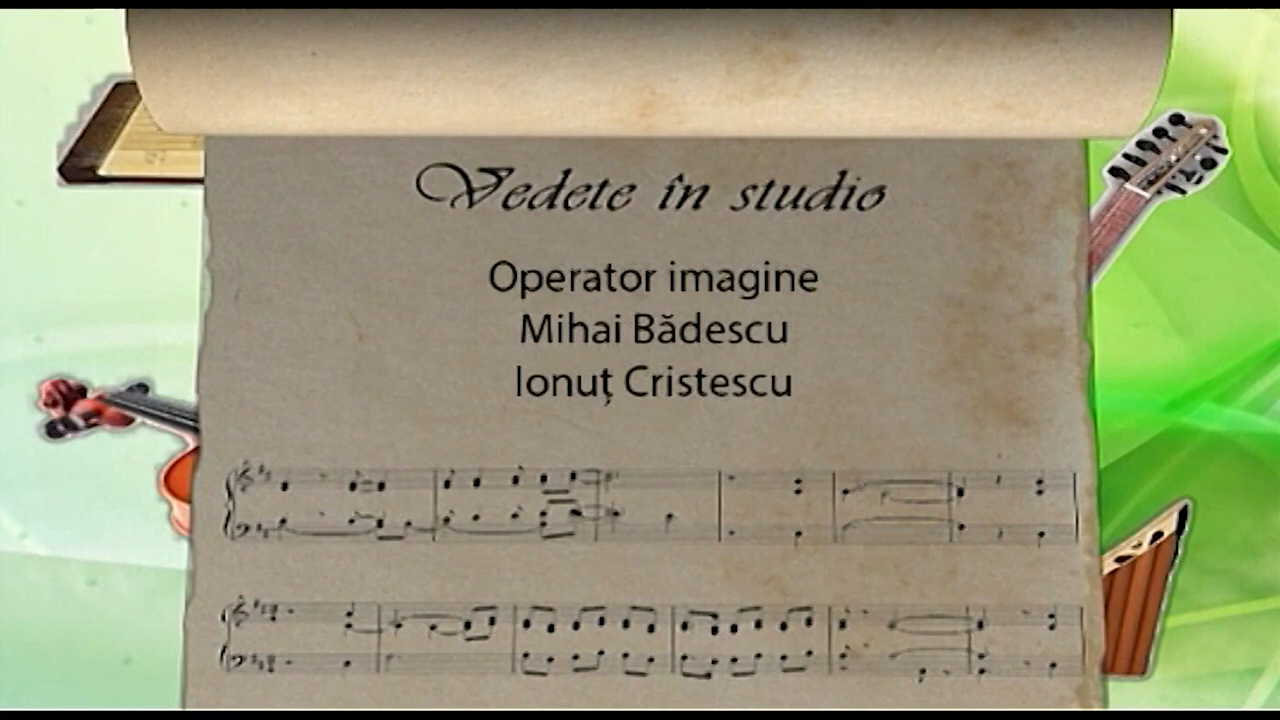 Vedete în studio
Operator imagine
Mihai Bădescu
Ionuț Cristescu